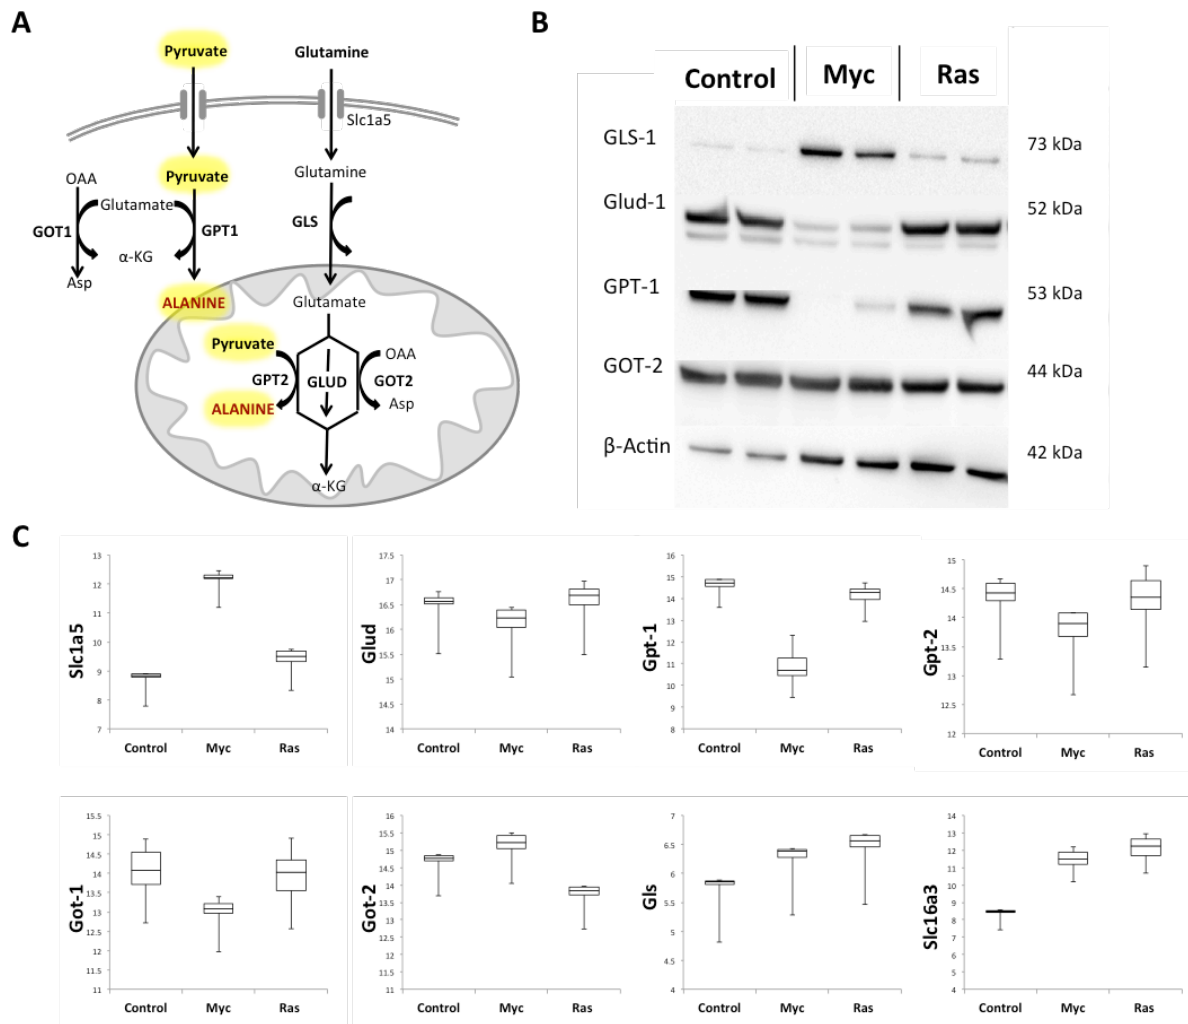 A
Pyruvate
Glutamine
Slc1a5
Pyruvate
Glutamine
OAA
Glutamate
GOT1
GPT1
GLS
α-KG
Asp
ALANINE
Glutamate
Pyruvate
OAA
GPT2
GLUD
GOT2
ALANINE
Asp
α-KG
B
Control
Myc
Ras
GLS-1
73 kDa
Glud-1
52 kDa
GPT-1
53 kDa
GOT-2
44 kDa
β-Actin
42 kDa
C
Slc1a5
13
12
11
10
9
8
7
Control Myc Ras
Glud
17.5
17
16.5
16
15.5
15
14.5
14
Control Myc Ras
Gpt-1
16
15
14
13
12
11
10
9
8
Control Myc Ras
Gpt-2
15
14.5
14
13.5
13
12.5
12
Control Myc Ras
Got-1
15.5
15
14.5
14
13.5
13
12.5
12
11.5
11
Control Myc Ras
Got-2
16
15.5
15
14.5
14
13.5
13
12.5
12
11.5
11
Control Myc Ras
Gls
7
6.5
6
5.5
5
4.5
4
Control Myc Ras
Slc16a3
14
13
12
11
10
9
8
7
6
5
4
Control Myc Ras